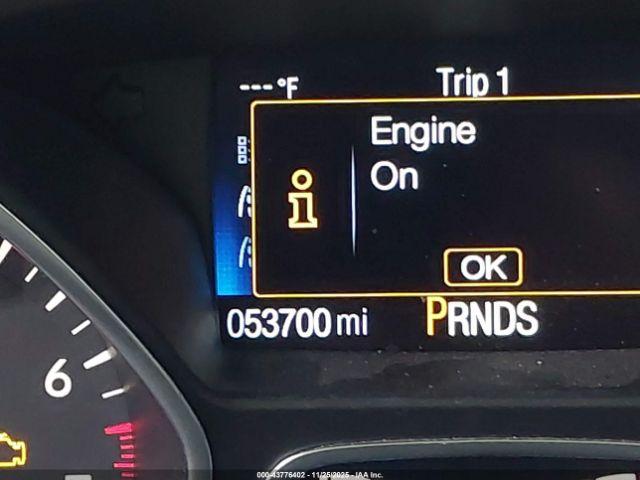 ---°F Trip 1
Engine
On
i
OK
053700 mi PRNDS
6
000-43776402 - 11/25/2025 - IAA Inc.